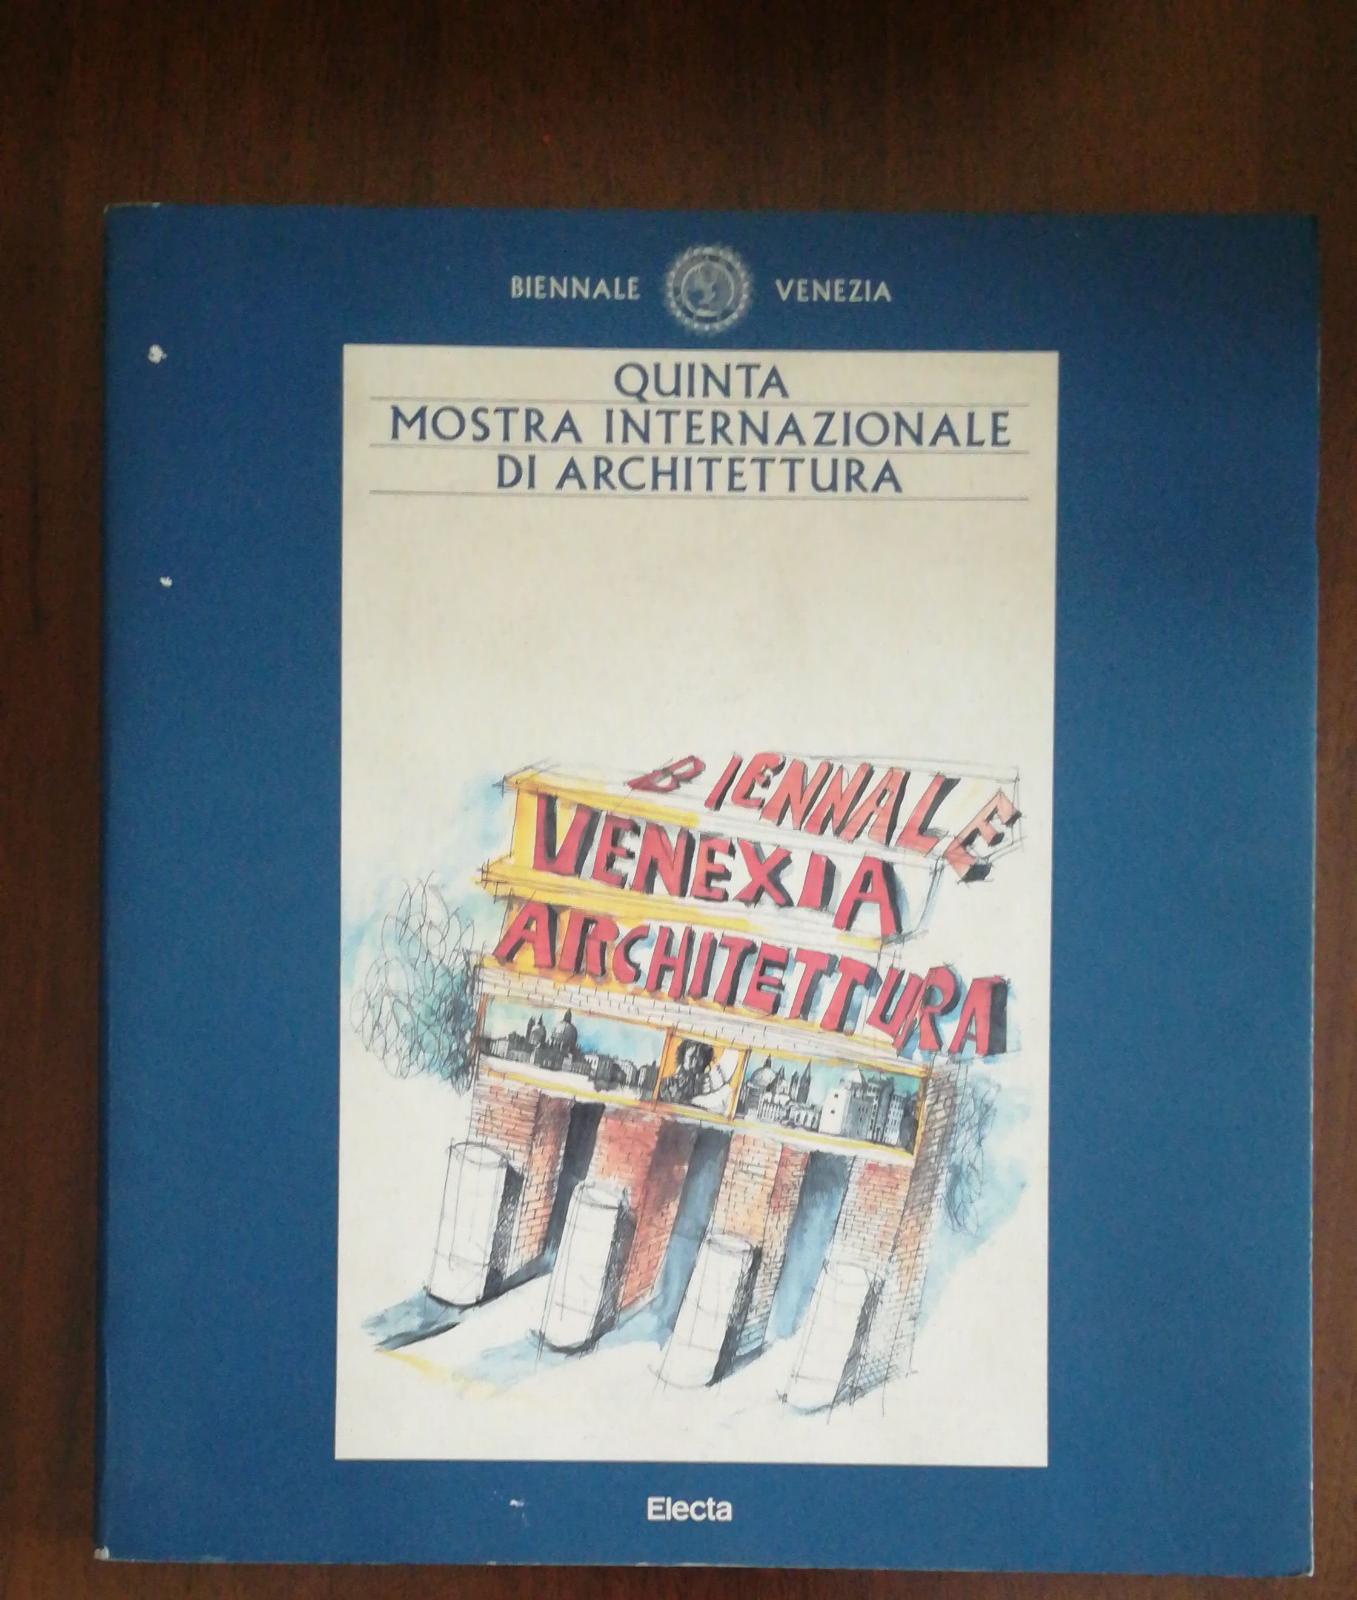 BIENNALE VENEZIA
QUINTA
MOSTRA INTERNAZIONALE
DI ARCHITETTURA
BIENNALE
VENEXIA
ARCHITETTURA
Electa